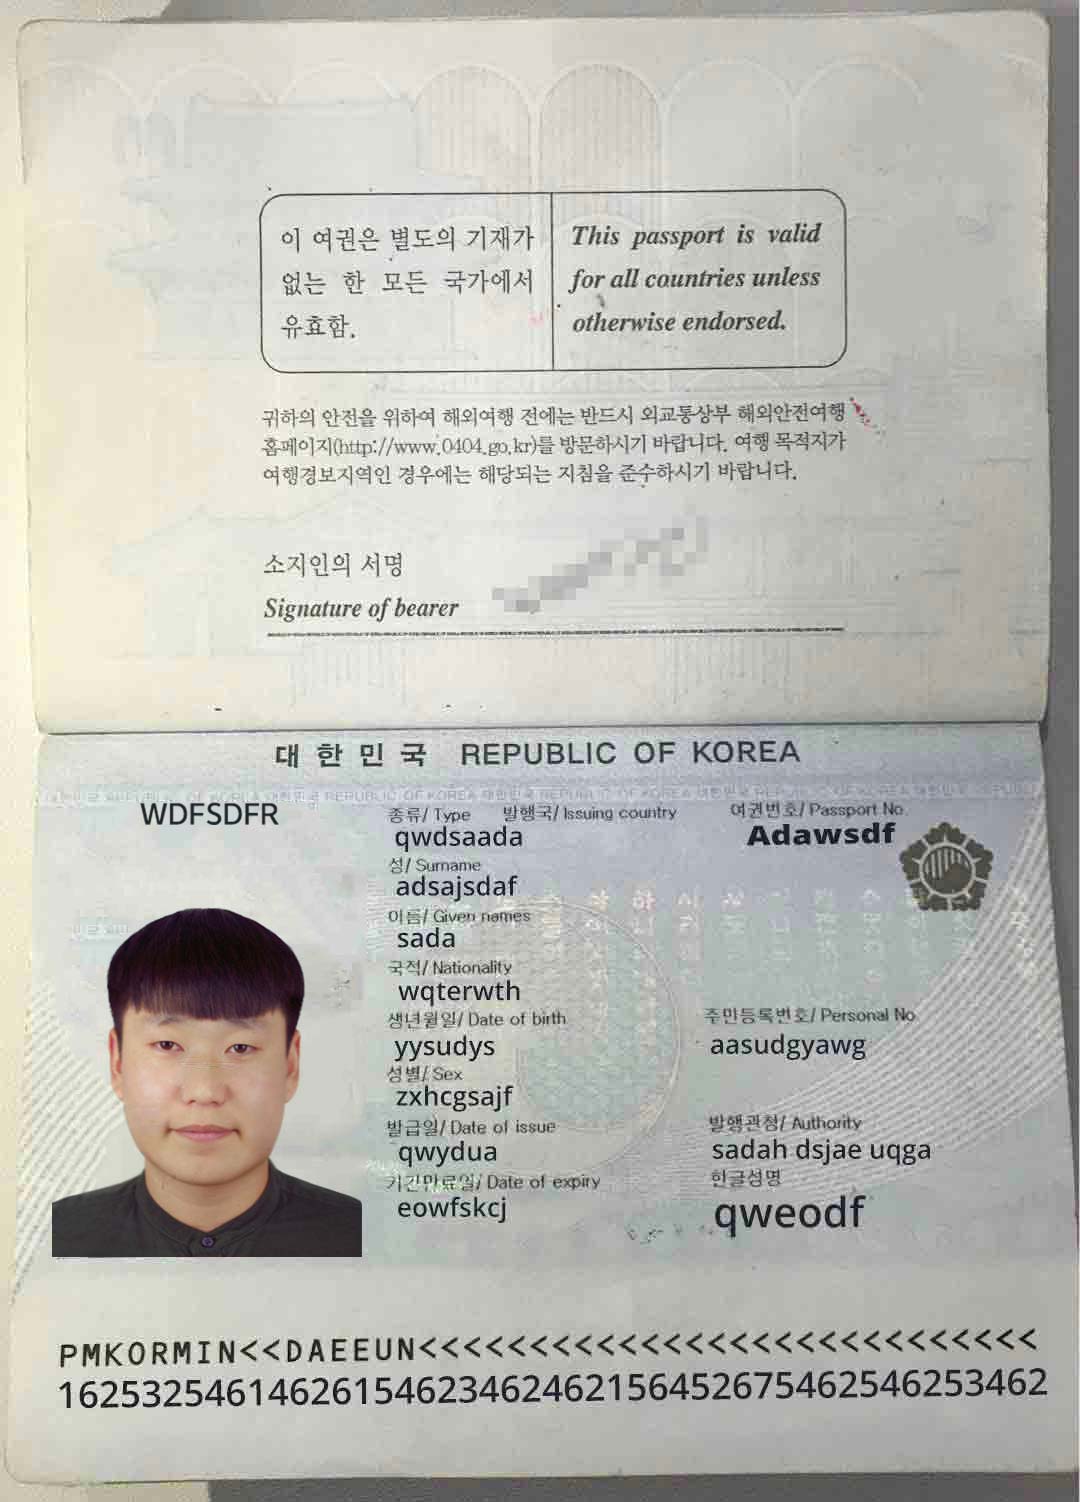 이 여권은 별도의 기재가
없는 한 모든 국가에서
유효함.
This passport is valid
for all countries unless
otherwise endorsed.
귀하의 안전을 위하여 해외여행 전에는 반드시 외교통상부 해외안전여행
홈페이지(http://www.0404.go.kr)를 방문하시기 바랍니다. 여행 목적지가
여행경보지역인 경우에는 해당되는 지침을 준수하시기 바랍니다.
소지인의 서명
Signature of bearer
대한민국 REPUBLIC OF KOREA
WDFSDFR
종류/ Type 발행국/ Issuing country 여권번호/ Passport No.
qwdsaada Adawsdf
성/ Surname
adsajsdaf
이름/ Given names
sada
국적/ Nationality
wqterwth
생년월일/ Date of birth 주민등록번호/ Personal No.
yysudys aasudgyawg
성별/ Sex
zxhcgsajf
발급일/ Date of issue 발행관청/ Authority
qwydua sadah dsjae uqga
기간만료일/ Date of expiry 한글성명
eowfskcj qweodf
PMKORMIN<<DAEEUN<<<<<<<<<<<<<<<<<<<<<<<<<<<<
16253254614626154623462462156452675462546253462